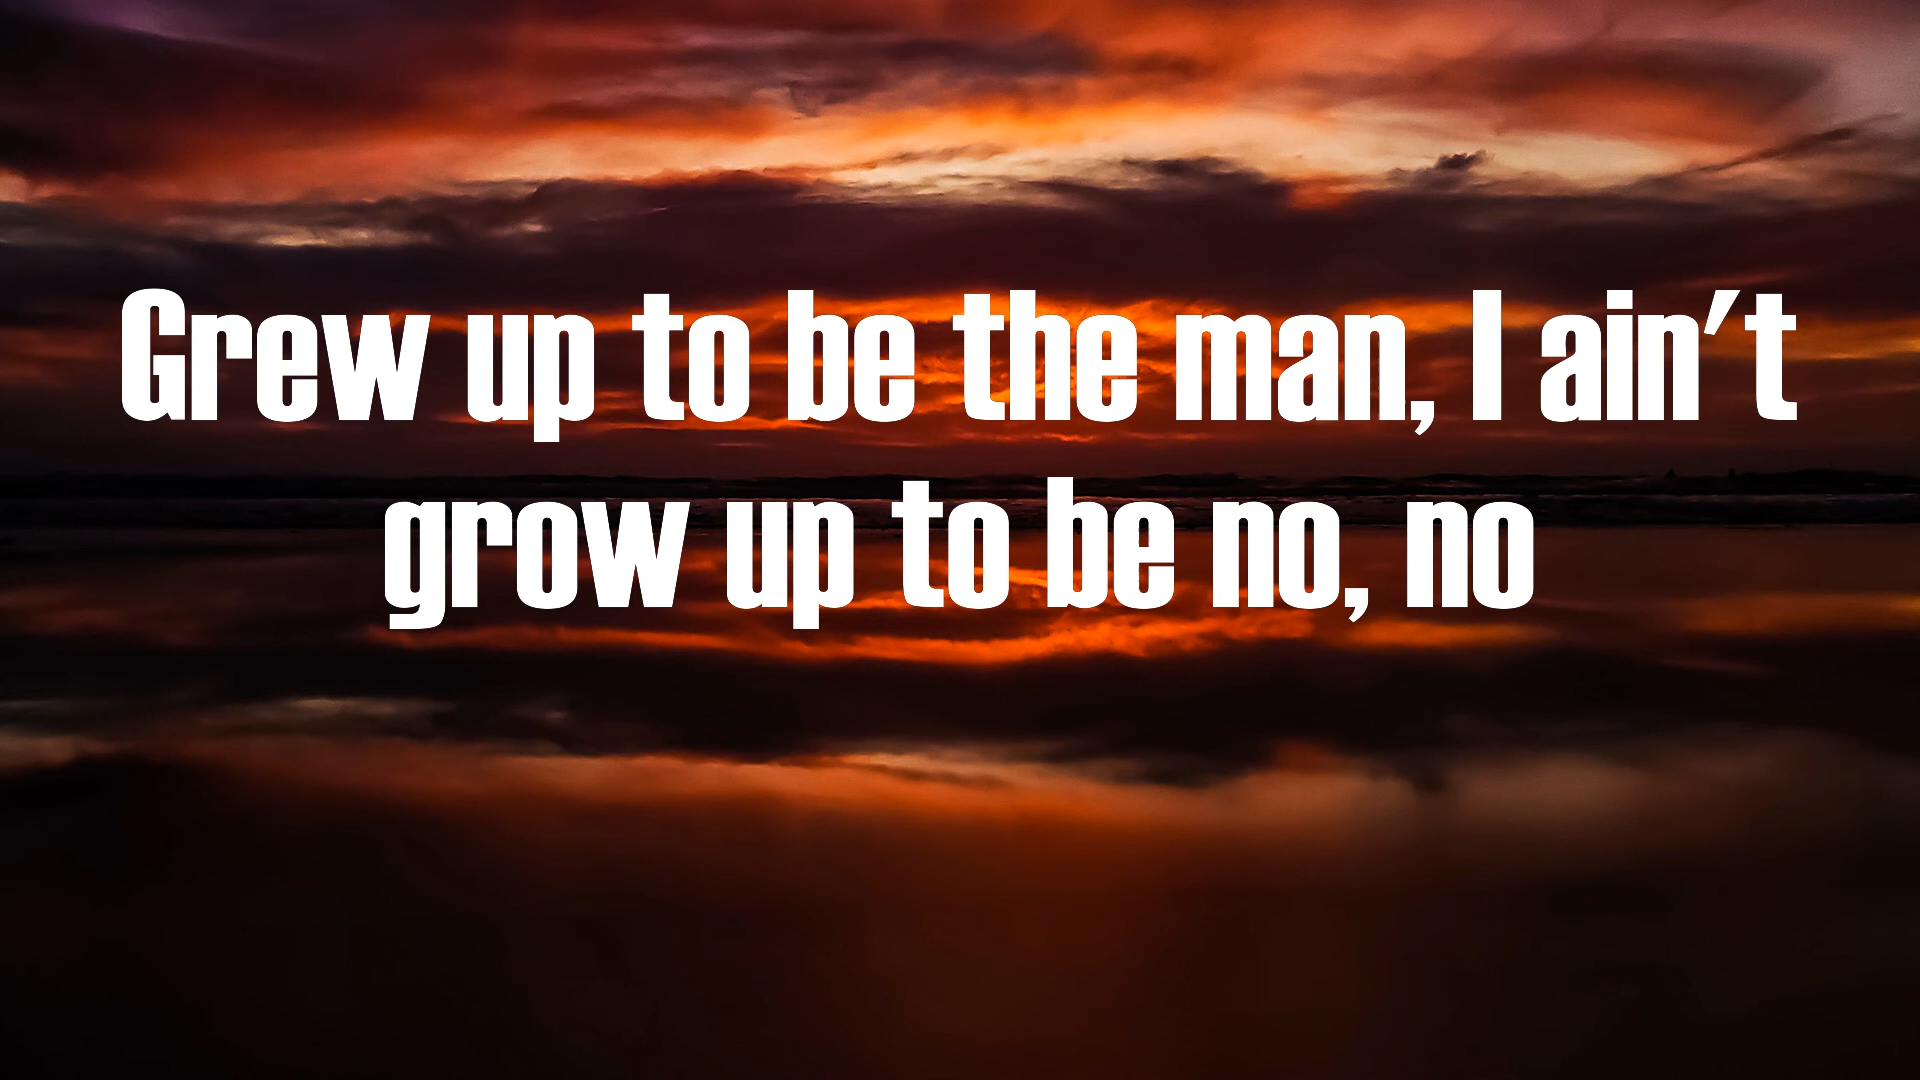 Grew up to be the man, I ain't
grow up to be no, no